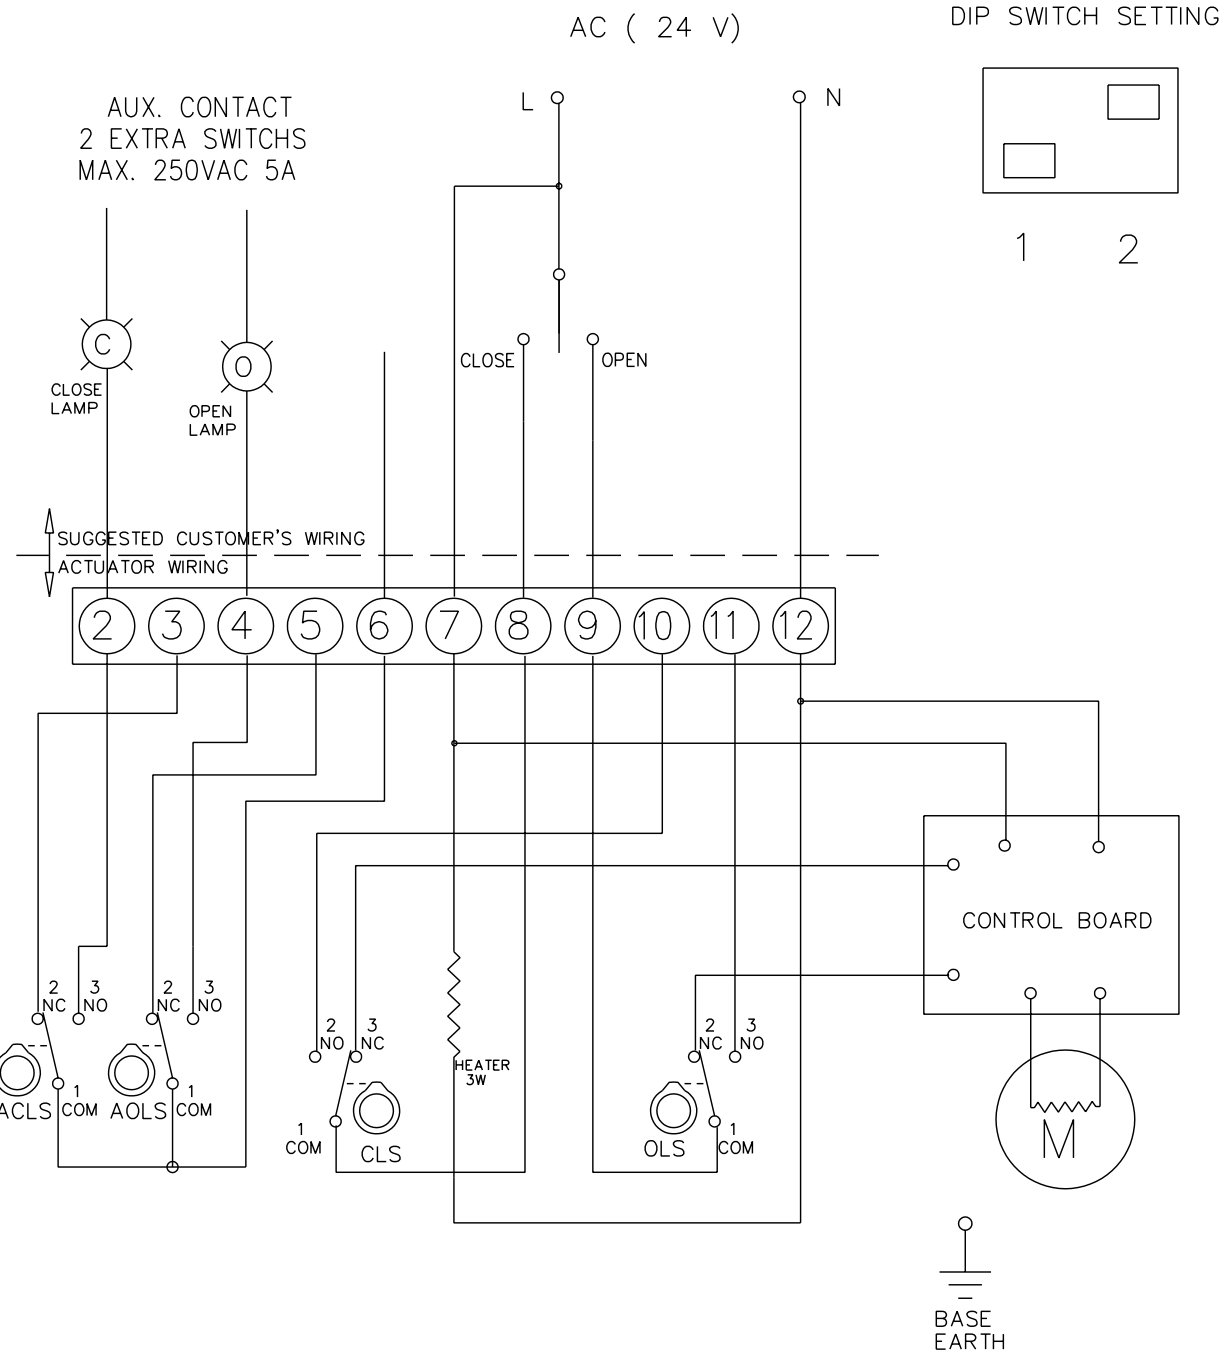 AC ( 24 V)
DIP SWITCH SETTING
AUX. CONTACT
2 EXTRA SWITCHS
MAX. 250VAC 5A
L
N
1
2
C
CLOSE
LAMP
O
OPEN
LAMP
CLOSE
OPEN
SUGGESTED CUSTOMER'S WIRING
ACTUATOR WIRING
2 3 4 5 6 7 8 9 10 11 12
CONTROL BOARD
2
NC
3
NO
2
NC
3
NO
2
NO
3
NC
2
NC
3
NO
HEATER
3W
ACLS
1
COM
AOLS
1
COM
1
COM
CLS
OLS
1
COM
M
BASE
EARTH